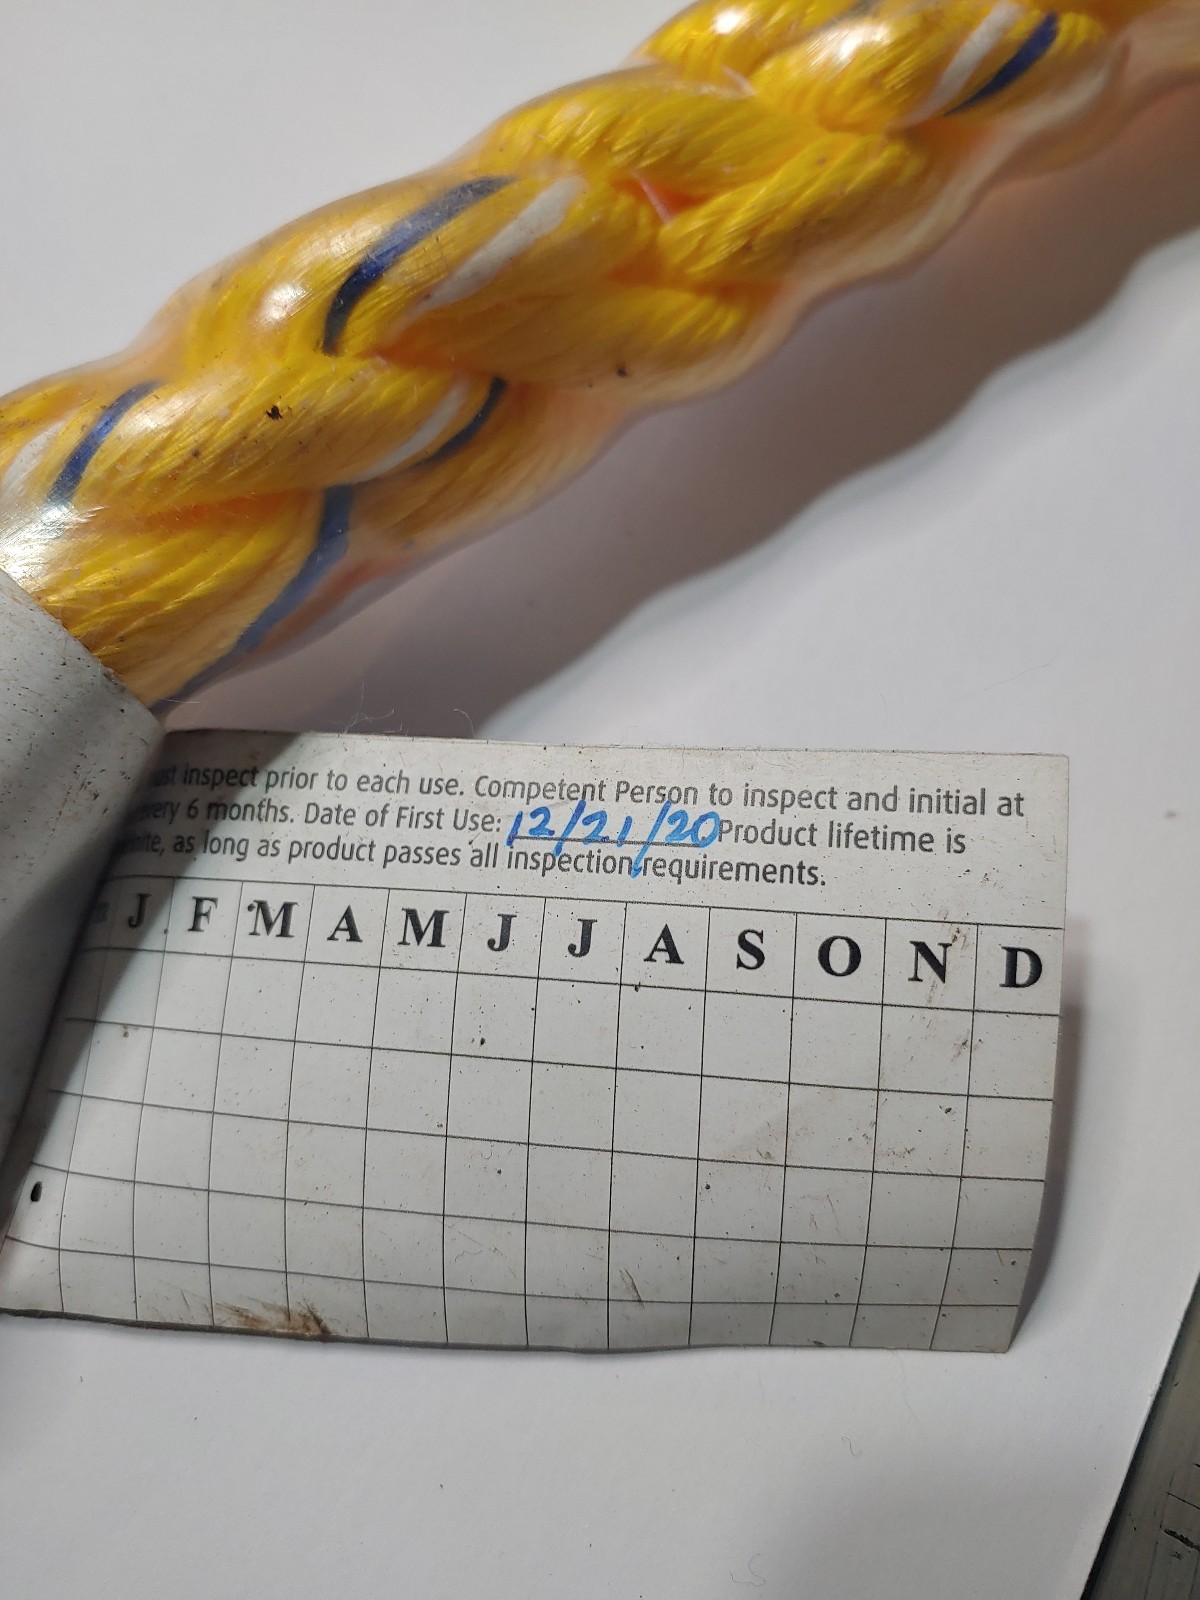 inspect prior to each use. Competent Person to inspect and initial at
6 months. Date of First Use: 12/21/20 Product lifetime is
as long as product passes all inspection requirements.
J F M A M J J A S O N D